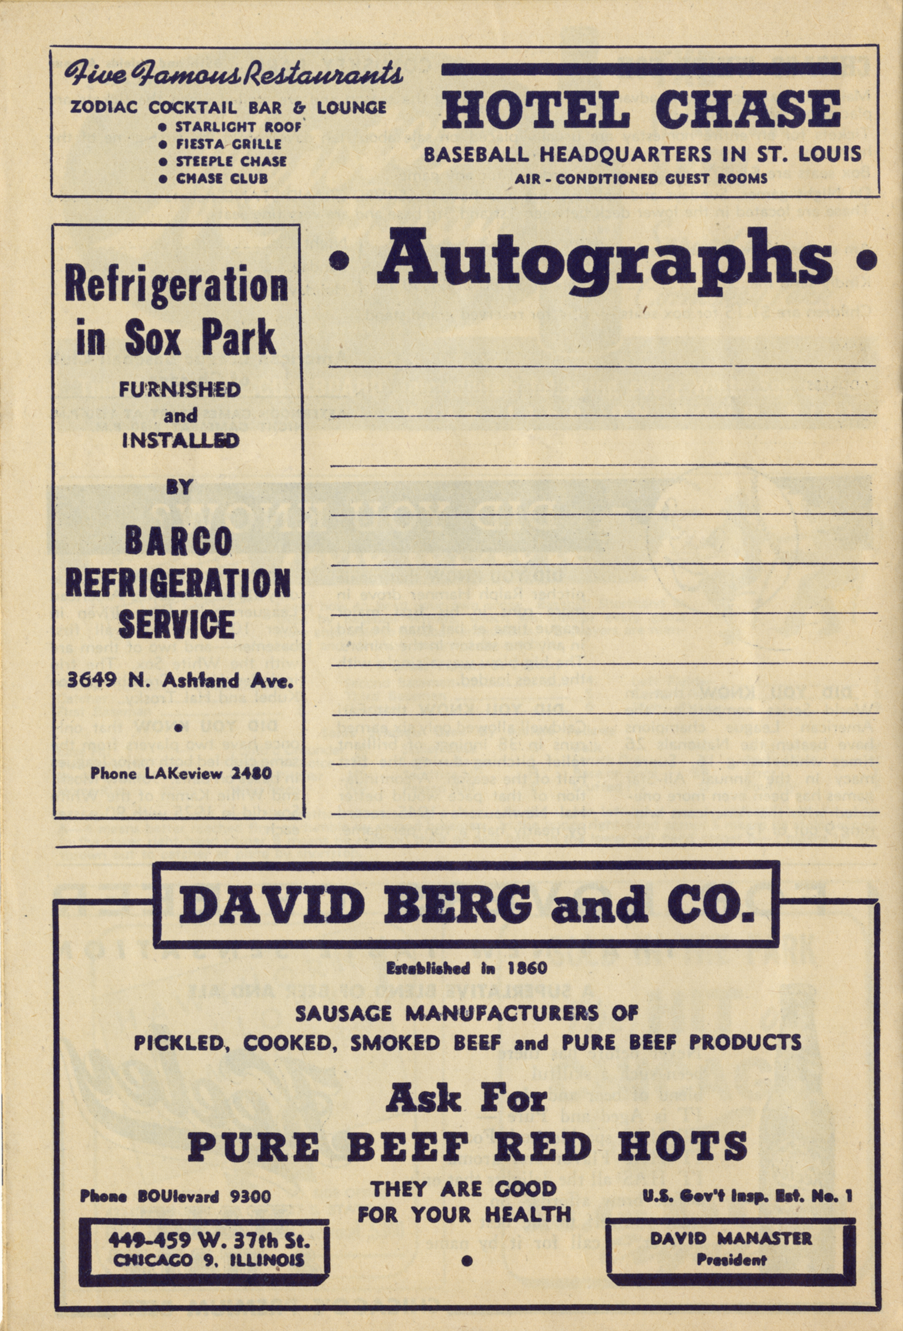 Five Famous Restaurants
ZODIAC COCKTAIL BAR & LOUNGE
• STARLIGHT ROOF
• FIESTA GRILLE
• STEEPLE CHASE
• CHASE CLUB
HOTEL CHASE
BASEBALL HEADQUARTERS IN ST. LOUIS
AIR - CONDITIONED GUEST ROOMS
Refrigeration
in Sox Park
FURNISHED
and
INSTALLED
BY
BARCO
REFRIGERATION
SERVICE
3649 N. Ashland Ave.
•
Phone LAKeview 2480
• Autographs •
DAVID BERG and CO.
Established in 1860
SAUSAGE MANUFACTURERS OF
PICKLED, COOKED, SMOKED BEEF and PURE BEEF PRODUCTS
Ask For
PURE BEEF RED HOTS
THEY ARE GOOD
FOR YOUR HEALTH
•
Phone BOUlevard 9300
449-459 W. 37th St.
CHICAGO 9, ILLINOIS
U.S. Gov't Insp. Est. No. 1
DAVID MANASTER
President